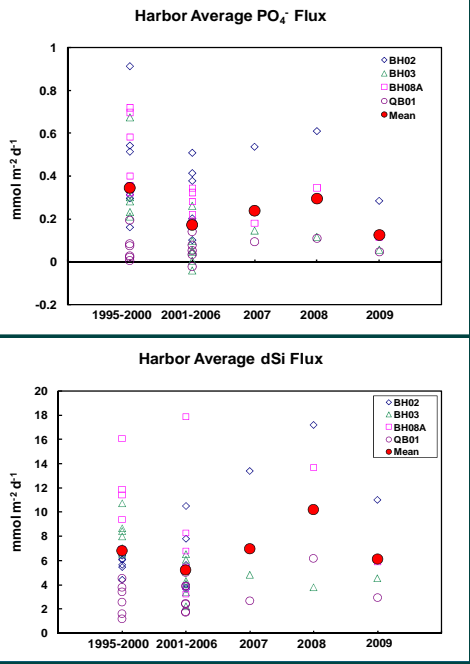 Harbor Average PO₄⁻ Flux
1
0.8
0.6
0.4
0.2
0
-0.2
mmol m⁻² d⁻¹
BH02
BH03
BH08A
QB01
Mean
1995-2000 2001-2006 2007 2008 2009
Harbor Average dSi Flux
20
18
16
14
12
10
8
6
4
2
0
mmol m⁻² d⁻¹
BH02
BH03
BH08A
QB01
Mean
1995-2000 2001-2006 2007 2008 2009